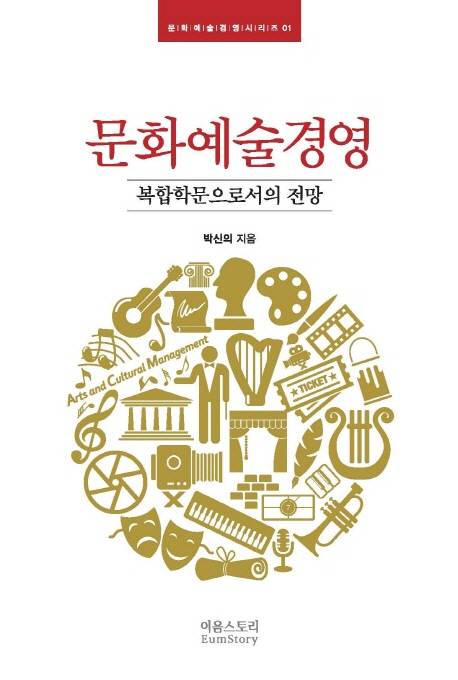 문|화|예|술|경|영|시|리|즈 01
문화예술경영
복합학문으로서의 전망
박신의 지음
Arts and Cultural Management
TICKET
7
이음스토리
EumStory